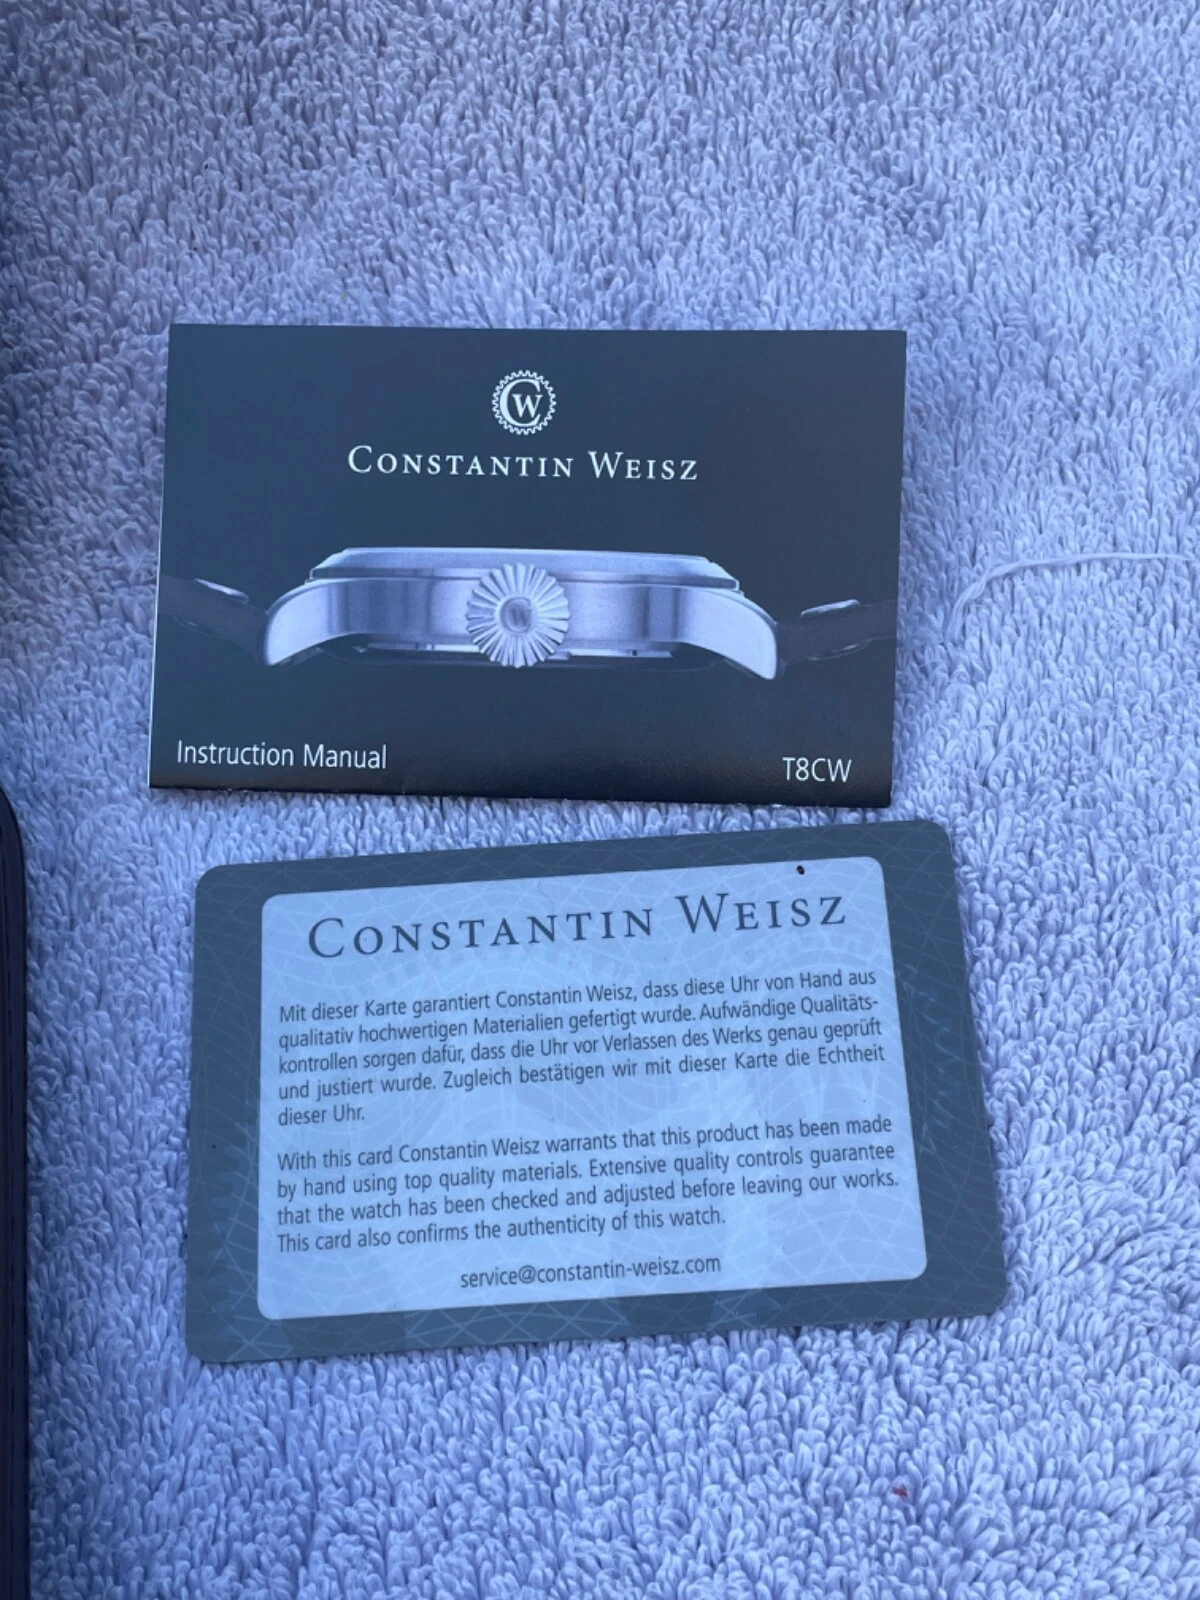 CW
CONSTANTIN WEISZ
Instruction Manual
T8CW
CONSTANTIN WEISZ
Mit dieser Karte garantiert Constantin Weisz, dass diese Uhr von Hand aus
qualitativ hochwertigen Materialien gefertigt wurde. Aufwändige Qualitäts-
kontrollen sorgen dafür, dass die Uhr vor Verlassen des Werks genau geprüft
und justiert wurde. Zugleich bestätigen wir mit dieser Karte die Echtheit
dieser Uhr.
With this card Constantin Weisz warrants that this product has been made
by hand using top quality materials. Extensive quality controls guarantee
that the watch has been checked and adjusted before leaving our works.
This card also confirms the authenticity of this watch.
service@constantin-weisz.com